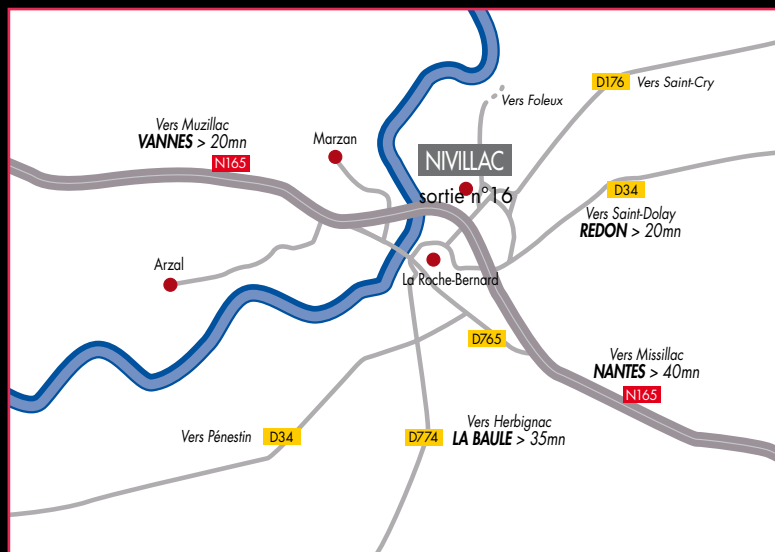 D176 Vers Saint-Cry
Vers Foleux
Vers Muzillac
VANNES > 20mn
N165
Marzan
NIVILLAC
sortie n°16
D34
Vers Saint-Dolay
REDON > 20mn
Arzal
La Roche-Bernard
D765
Vers Missillac
NANTES > 40mn
N165
Vers Pénestin D34
D774
Vers Herbignac
LA BAULE > 35mn